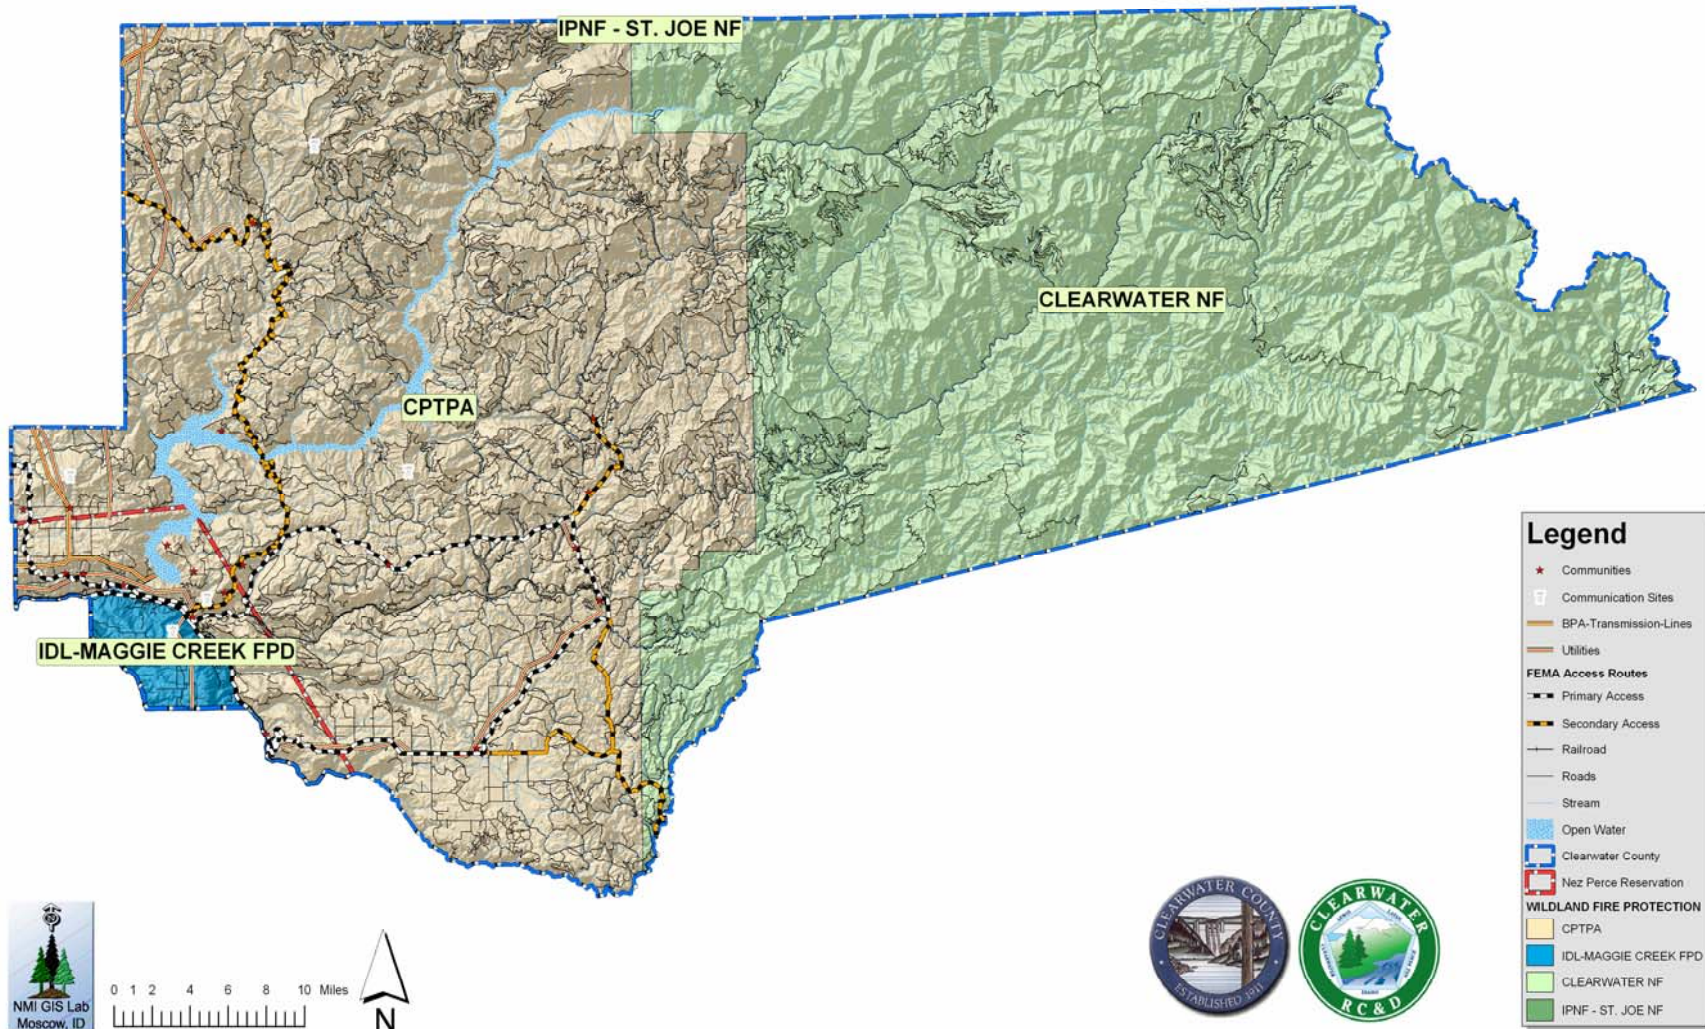 IPNF - ST. JOE NF
CLEARWATER NF
CPTPA
IDL-MAGGIE CREEK FPD
Legend
Communities
Communication Sites
BPA-Transmission-Lines
Utilities
FEMA Access Routes
Primary Access
Secondary Access
Railroad
Roads
Stream
Open Water
Clearwater County
Nez Perce Reservation
WILDLAND FIRE PROTECTION
CPTPA
IDL-MAGGIE CREEK FPD
CLEARWATER NF
IPNF - ST. JOE NF
NMI GIS Lab
Moscow, ID
0 1 2 4 6 8 10 Miles
N
CLEARWATER COUNTY
ESTABLISHED 1911
CLEARWATER
RC&D